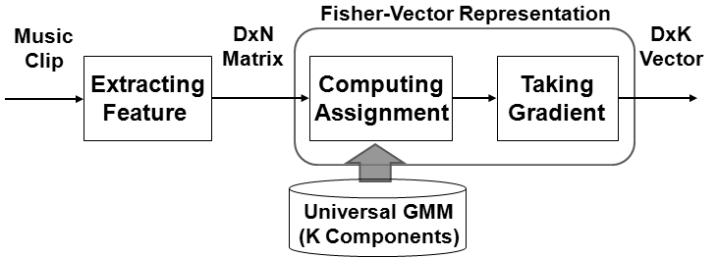 Fisher-Vector Representation
Music
Clip
Extracting
Feature
DxN
Matrix
Computing
Assignment
Taking
Gradient
DxK
Vector
Universal GMM
(K Components)